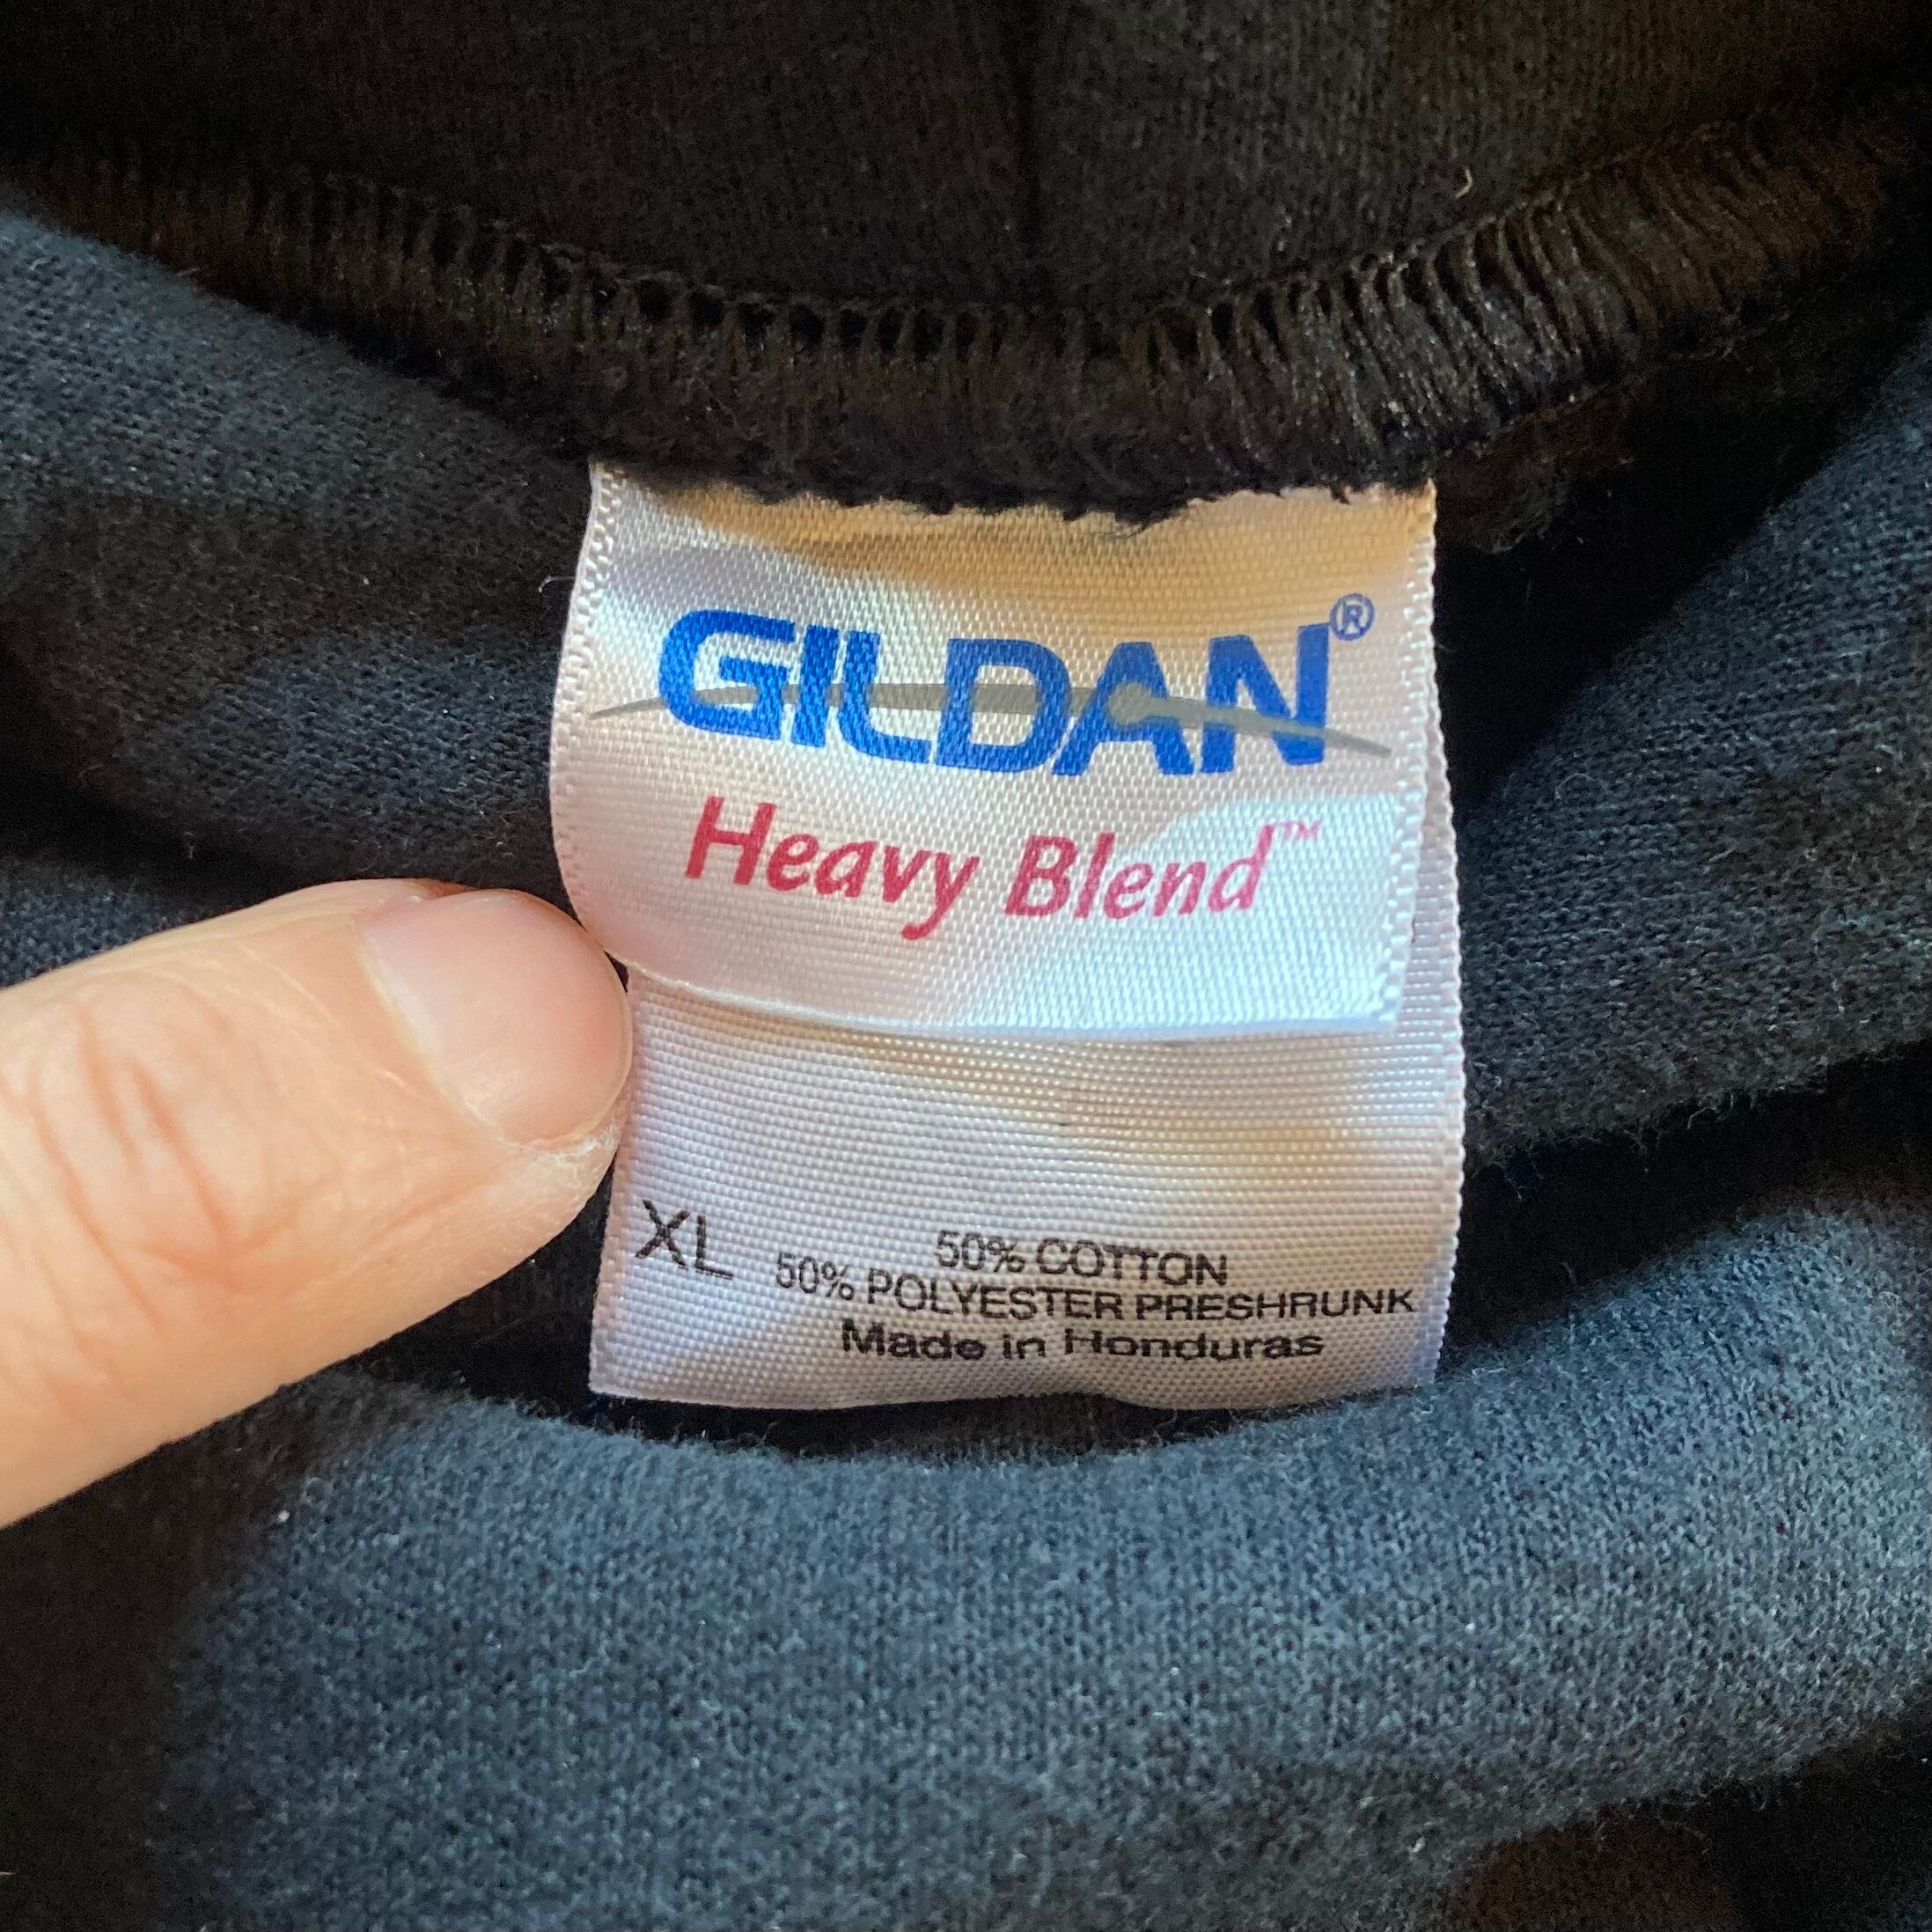 GILDAN®
Heavy Blend™
XL
50% COTTON
50% POLYESTER PRESHRUNK
Made in Honduras